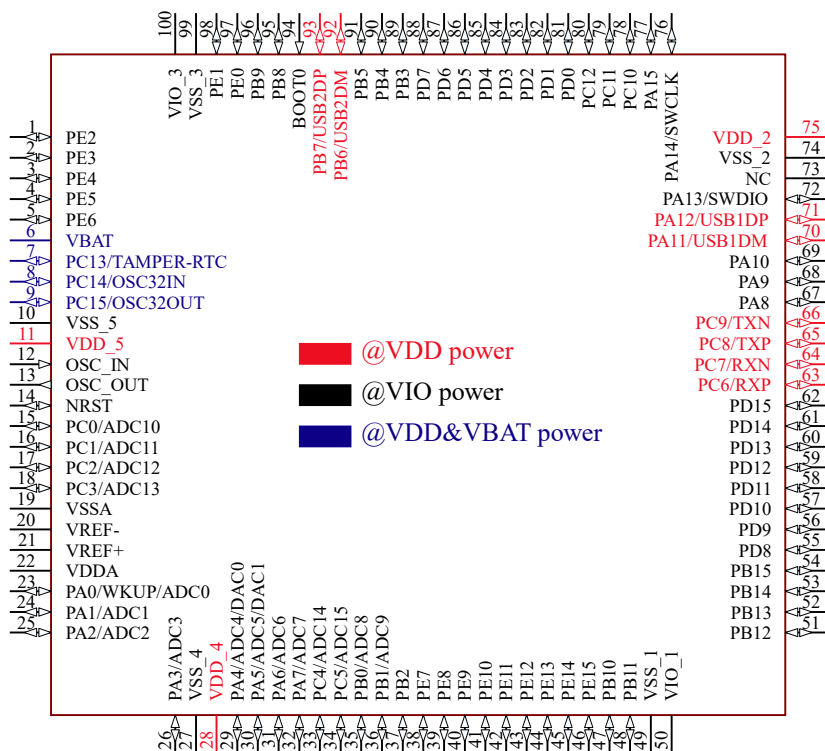 100 99 98 97 96 95 94 93 92 91 90 89 88 87 86 85 84 83 82 81 80 79 78 77 76
VIO_3
VSS_3
PE1
PE0
PB9
PB8
BOOT0
PB7/USB2DP
PB6/USB2DM
PB5
PB4
PB3
PD7
PD6
PD5
PD4
PD3
PD2
PD1
PD0
PC12
PC11
PC10
PA15
PA14/SWCLK
1 PE2
2 PE3
3 PE4
4 PE5
5 PE6
6 VBAT
7 PC13/TAMPER-RTC
8 PC14/OSC32IN
9 PC15/OSC32OUT
10 VSS_5
11 VDD_5
12 OSC_IN
13 OSC_OUT
14 NRST
15 PC0/ADC10
16 PC1/ADC11
17 PC2/ADC12
18 PC3/ADC13
19 VSSA
20 VREF-
21 VREF+
22 VDDA
23 PA0/WKUP/ADC0
24 PA1/ADC1
25 PA2/ADC2
@VDD power
@VIO power
@VDD&VBAT power
VDD_2 75
VSS_2 74
NC 73
PA13/SWDIO 72
PA12/USB1DP 71
PA11/USB1DM 70
PA10 69
PA9 68
PA8 67
PC9/TXN 66
PC8/TXP 65
PC7/RXN 64
PC6/RXP 63
PD15 62
PD14 61
PD13 60
PD12 59
PD11 58
PD10 57
PD9 56
PD8 55
PB15 54
PB14 53
PB13 52
PB12 51
PA3/ADC3
VSS_4
VDD_4
PA4/ADC4/DAC0
PA5/ADC5/DAC1
PA6/ADC6
PA7/ADC7
PC4/ADC14
PC5/ADC15
PB0/ADC8
PB1/ADC9
PB2
PE7
PE8
PE9
PE10
PE11
PE12
PE13
PE14
PE15
PB10
PB11
VSS_1
VIO_1
26 27 28 29 30 31 32 33 34 35 36 37 38 39 40 41 42 43 44 45 46 47 48 49 50